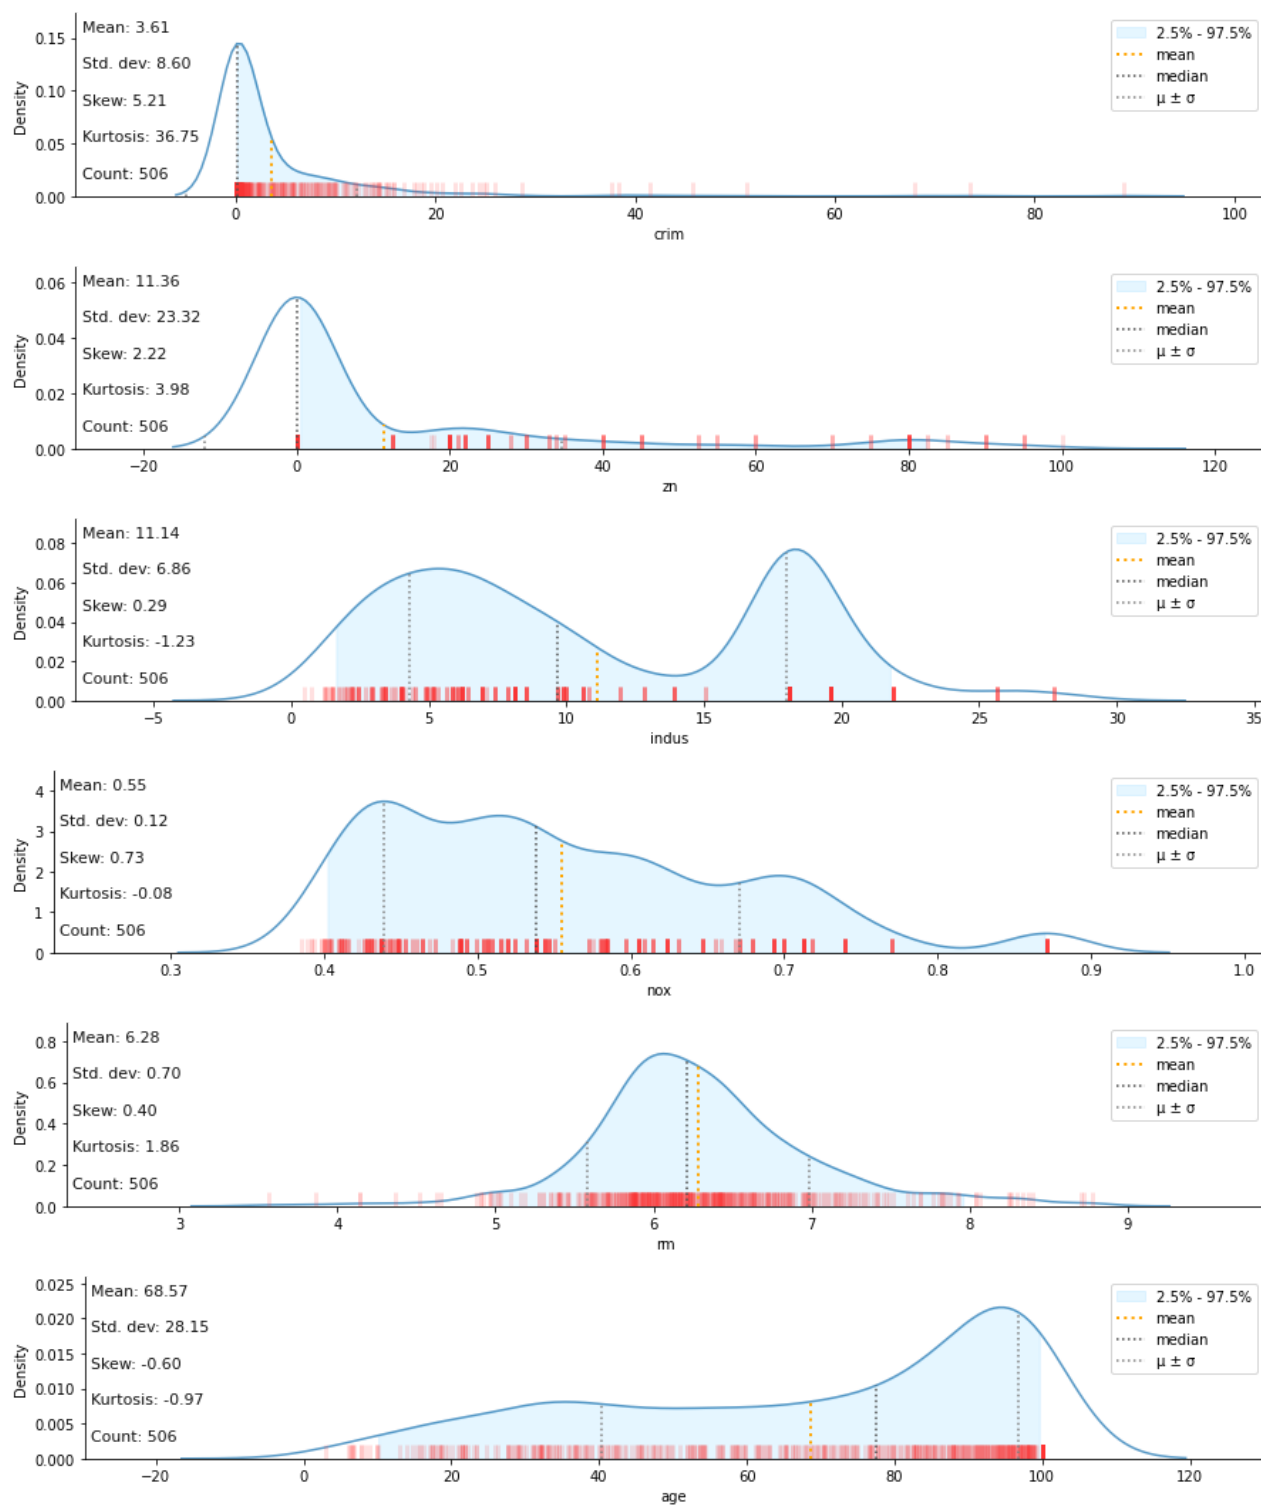 Mean: 3.61
Std. dev: 8.60
Skew: 5.21
Kurtosis: 36.75
Count: 506
2.5% - 97.5%
mean
median
μ ± σ
Density
0.15
0.10
0.05
0.00
0 20 40 60 80 100
crim
Mean: 11.36
Std. dev: 23.32
Skew: 2.22
Kurtosis: 3.98
Count: 506
2.5% - 97.5%
mean
median
μ ± σ
Density
0.06
0.04
0.02
0.00
−20 0 20 40 60 80 100 120
zn
Mean: 11.14
Std. dev: 6.86
Skew: 0.29
Kurtosis: -1.23
Count: 506
2.5% - 97.5%
mean
median
μ ± σ
Density
0.08
0.06
0.04
0.02
0.00
−5 0 5 10 15 20 25 30 35
indus
Mean: 0.55
Std. dev: 0.12
Skew: 0.73
Kurtosis: -0.08
Count: 506
2.5% - 97.5%
mean
median
μ ± σ
Density
4
3
2
1
0
0.3 0.4 0.5 0.6 0.7 0.8 0.9 1.0
nox
Mean: 6.28
Std. dev: 0.70
Skew: 0.40
Kurtosis: 1.86
Count: 506
2.5% - 97.5%
mean
median
μ ± σ
Density
0.8
0.6
0.4
0.2
0.0
3 4 5 6 7 8 9
rm
Mean: 68.57
Std. dev: 28.15
Skew: -0.60
Kurtosis: -0.97
Count: 506
2.5% - 97.5%
mean
median
μ ± σ
Density
0.025
0.020
0.015
0.010
0.005
0.000
−20 0 20 40 60 80 100 120
age